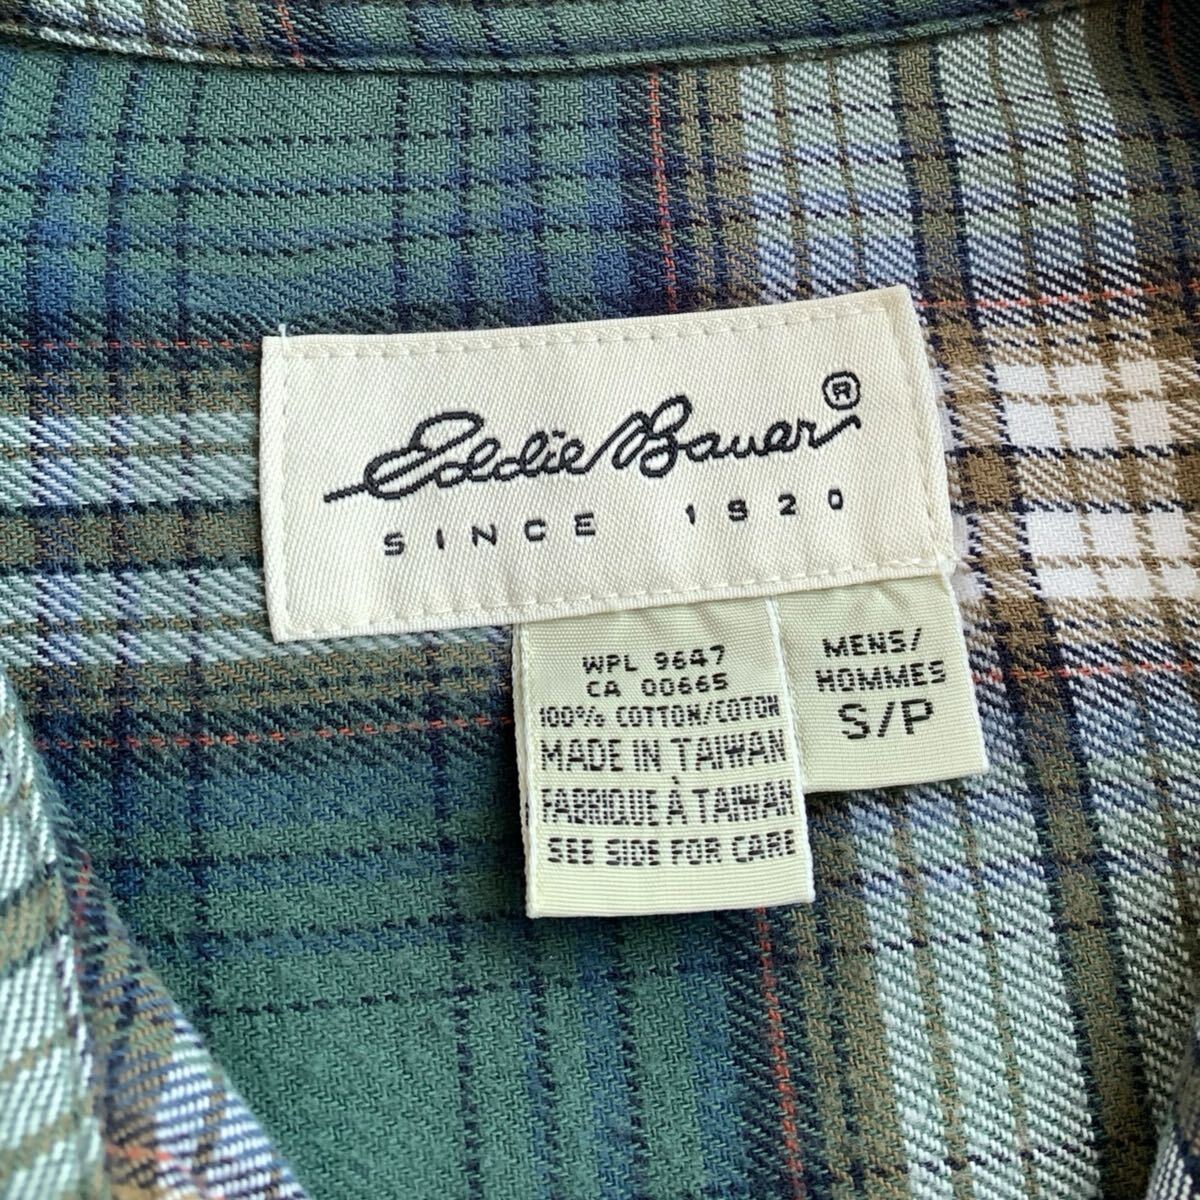 Eddie Bauer ®
SINCE 1920
WPL 9647
CA 00665
100% COTTON/COTON
MADE IN TAIWAN
FABRIQUÉ À TAIWAN
SEE SIDE FOR CARE
MENS/
HOMMES
S/P